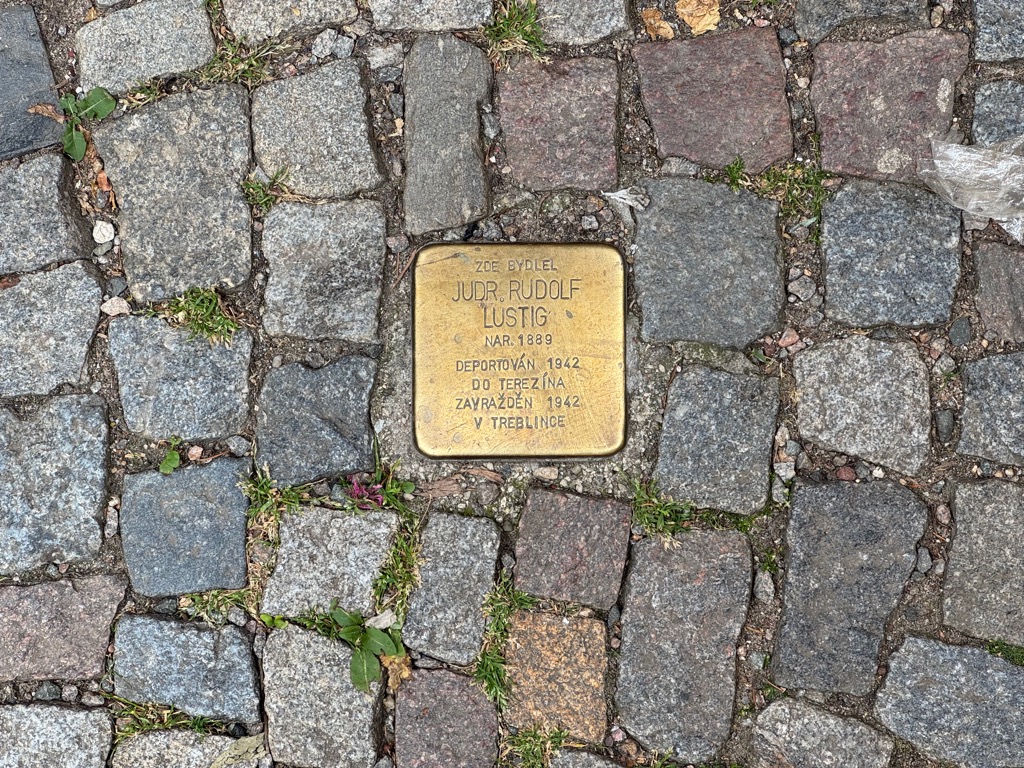 ZDE BYDLEL
JUDR. RUDOLF
LUSTIG
NAR. 1889
DEPORTOVÁN 1942
DO TEREZÍNA
ZAVRAŽDĚN 1942
V TREBLINCE